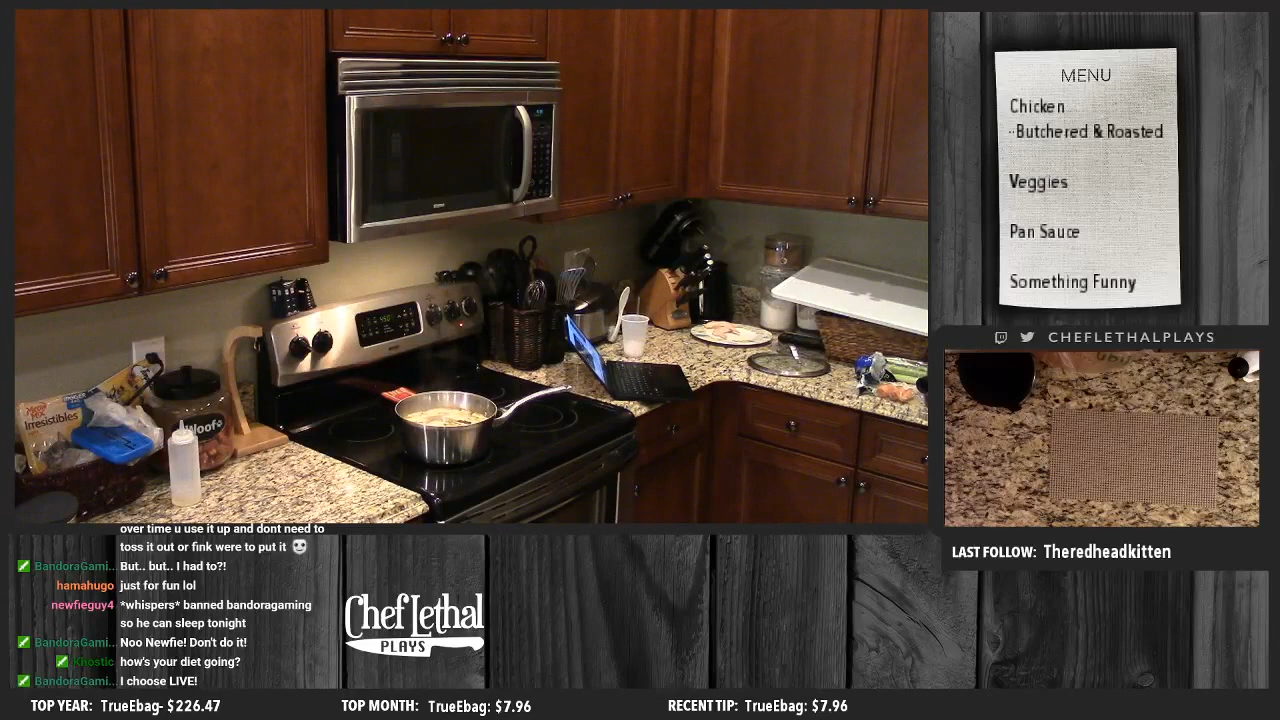 MENU
Chicken
-Butchered & Roasted
Veggies
Pan Sauce
Something Funny
CHEFLETHALPLAYS
LAST FOLLOW: Theredheadkitten
Irresistibles
Woof
450
over time u use it up and dont need to
toss it out or fink were to put it
BandoraGami... But.. but.. I had to?!
hamahugo just for fun lol
newfieguy4 *whispers* banned bandoragaming
so he can sleep tonight
BandoraGami... Noo Newfie! Don't do it!
Khostic how's your diet going?
BandoraGami... I choose LIVE!
Chef Lethal
PLAYS
TOP YEAR: TrueEbag- $226.47
TOP MONTH: TrueEbag: $7.96
RECENT TIP: TrueEbag: $7.96